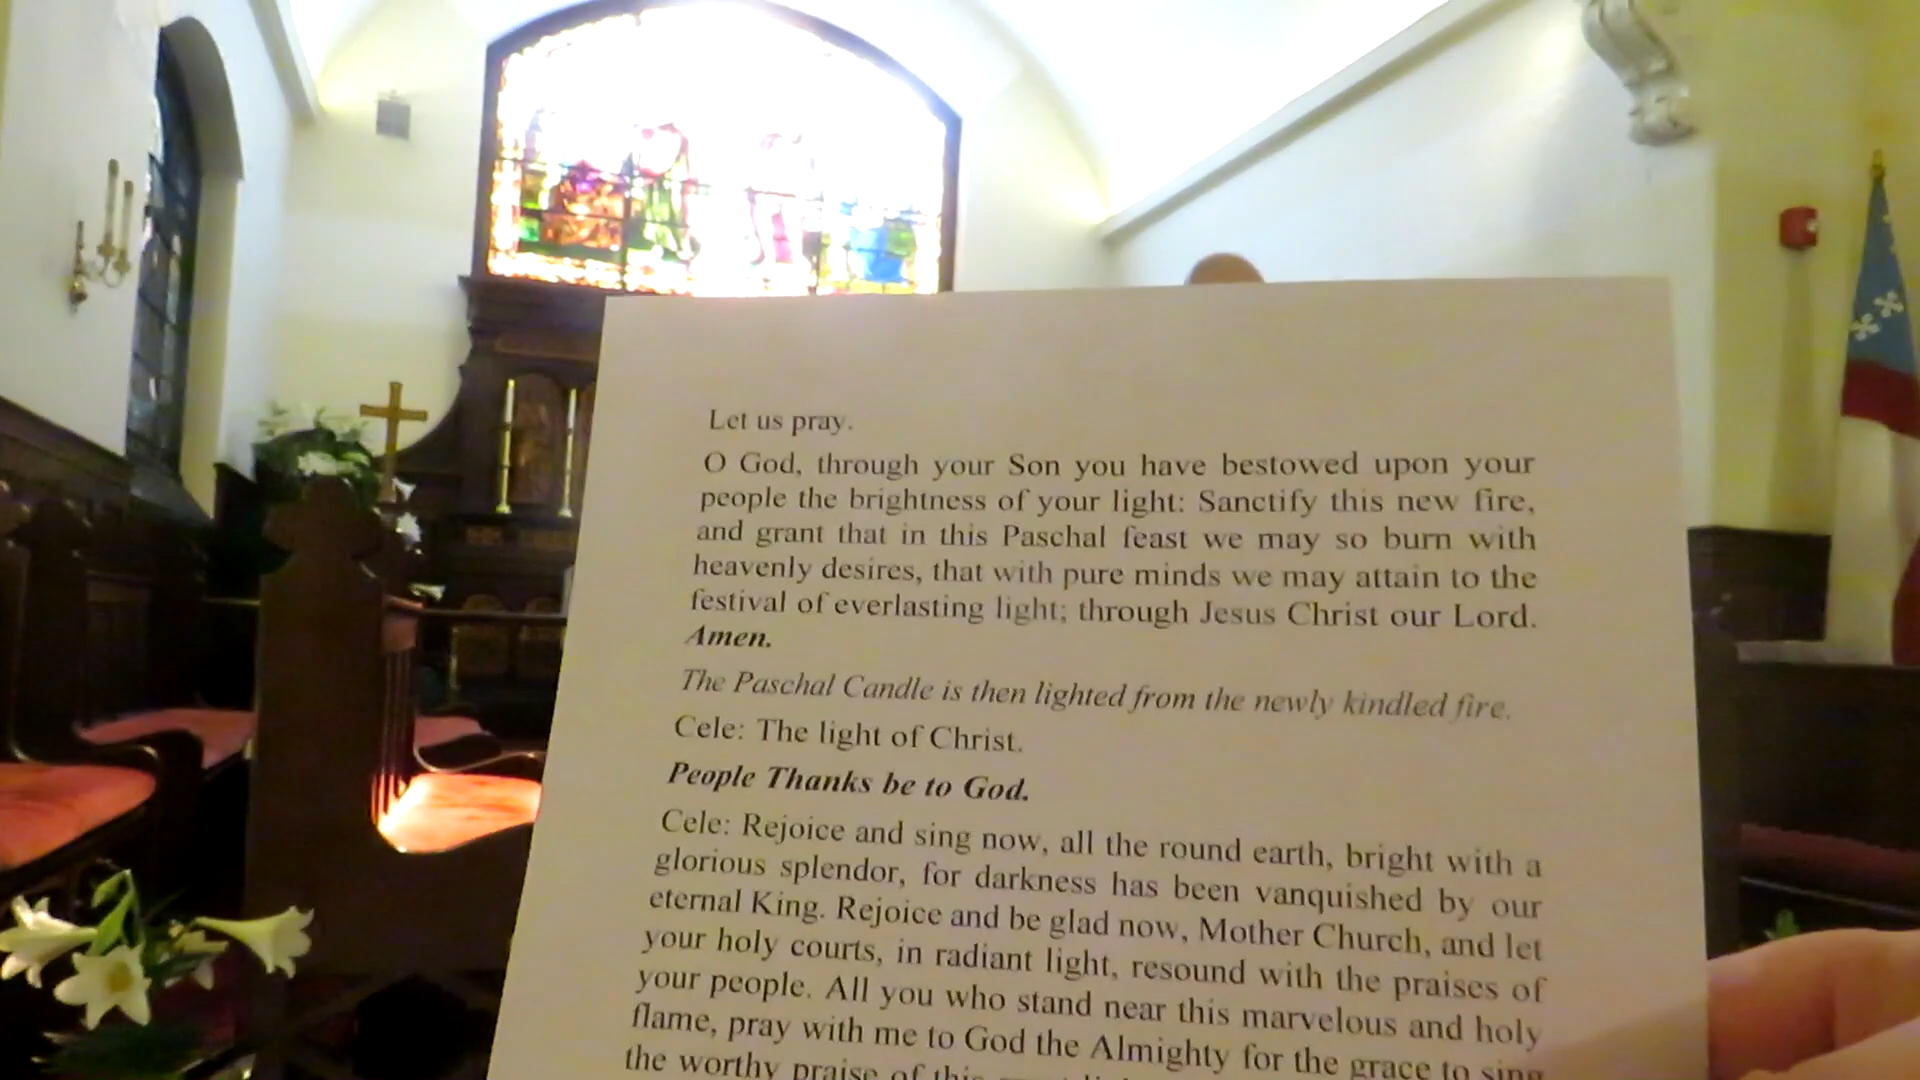 Let us pray.
O God, through your Son you have bestowed upon your
people the brightness of your light: Sanctify this new fire,
and grant that in this Paschal feast we may so burn with
heavenly desires, that with pure minds we may attain to the
festival of everlasting light; through Jesus Christ our Lord.
Amen.
The Paschal Candle is then lighted from the newly kindled fire.
Cele: The light of Christ.
People Thanks be to God.
Cele: Rejoice and sing now, all the round earth, bright with a
glorious splendor, for darkness has been vanquished by our
eternal King. Rejoice and be glad now, Mother Church, and let
your holy courts, in radiant light, resound with the praises of
your people. All you who stand near this marvelous and holy
flame, pray with me to God the Almighty for the grace to sing
the worthy praise of this